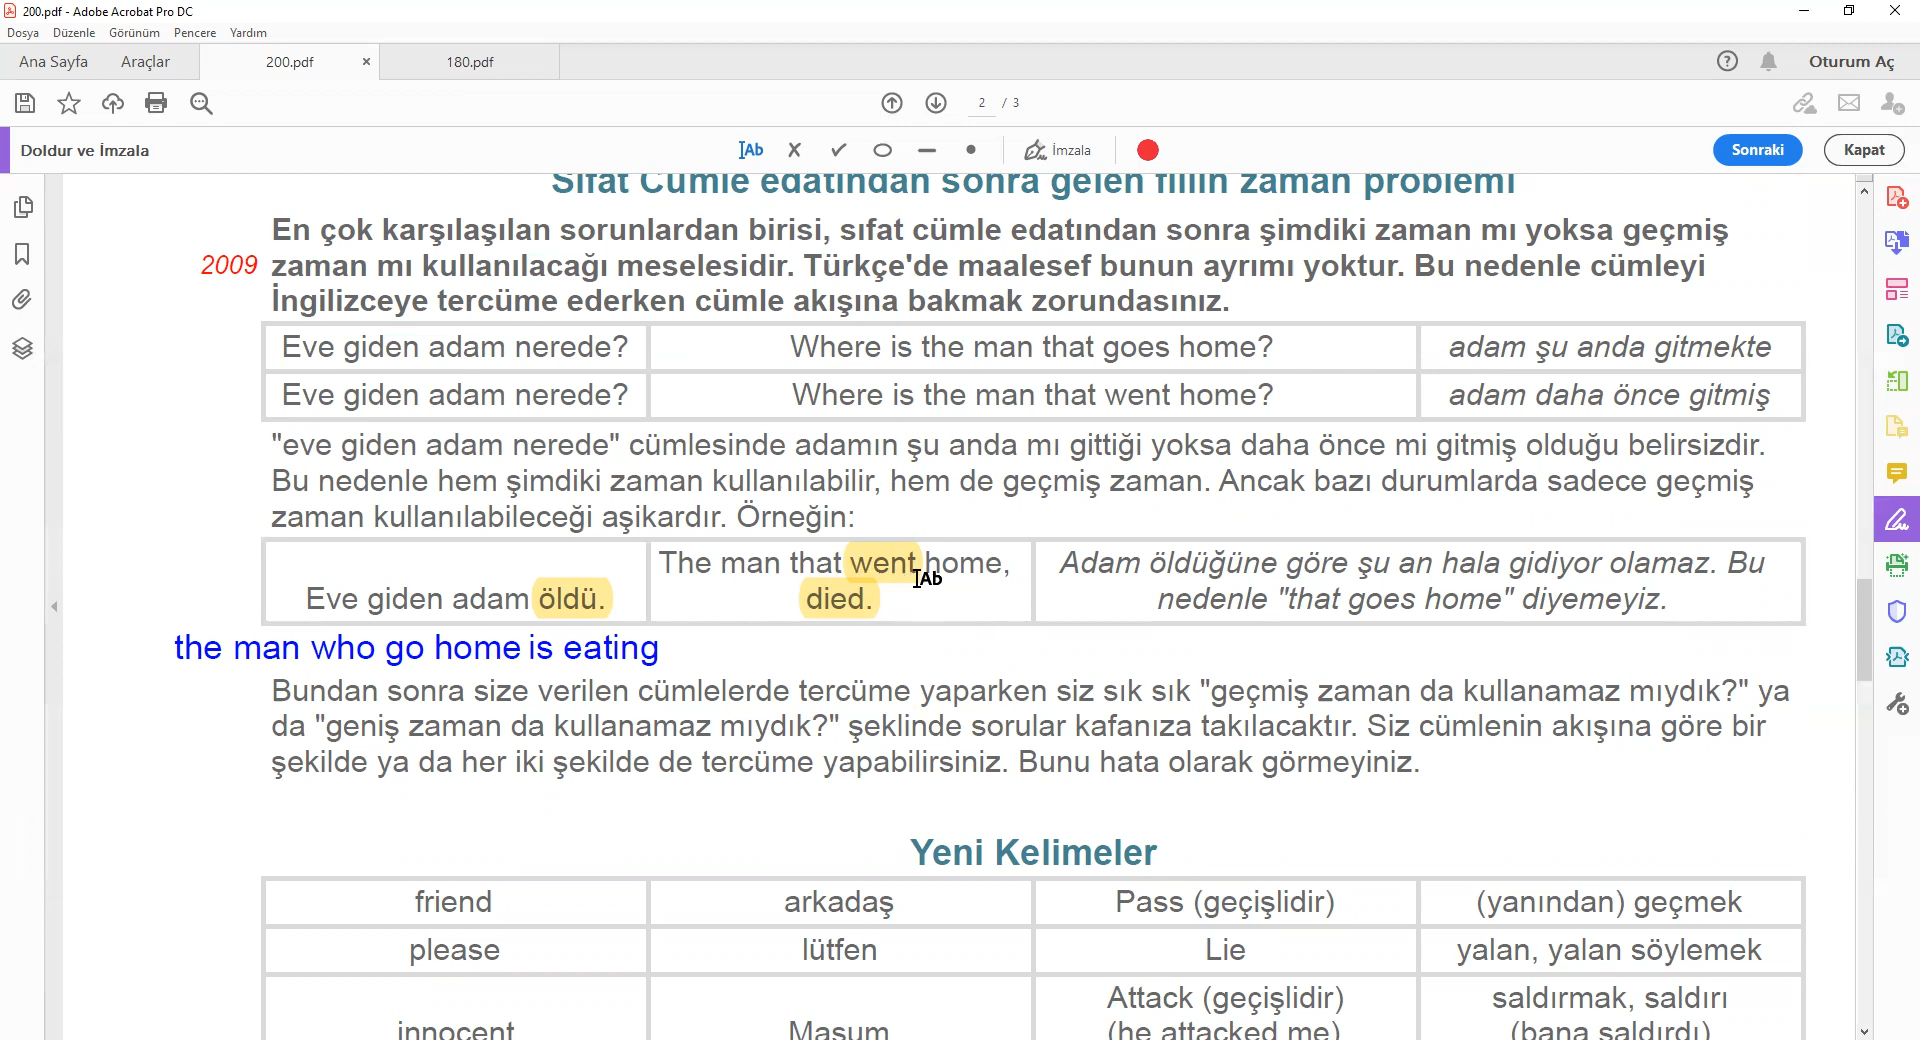 200.pdf - Adobe Acrobat Pro DC
Dosya Düzenle Görünüm Pencere Yardım
Ana Sayfa Araçlar 200.pdf 180.pdf Oturum Aç
2 / 3
Doldur ve İmzala Ab İmzala Sonraki Kapat
Sıfat Cümle edatından sonra gelen fiilin zaman problemi
En çok karşılaşılan sorunlardan birisi, sıfat cümle edatından sonra şimdiki zaman mı yoksa geçmiş
2009 zaman mı kullanılacağı meselesidir. Türkçe'de maalesef bunun ayrımı yoktur. Bu nedenle cümleyi
İngilizceye tercüme ederken cümle akışına bakmak zorundasınız.
Eve giden adam nerede? Where is the man that goes home? adam şu anda gitmekte
Eve giden adam nerede? Where is the man that went home? adam daha önce gitmiş
"eve giden adam nerede" cümlesinde adamın şu anda mı gittiği yoksa daha önce mi gitmiş olduğu belirsizdir.
Bu nedenle hem şimdiki zaman kullanılabilir, hem de geçmiş zaman. Ancak bazı durumlarda sadece geçmiş
zaman kullanılabileceği aşikardır. Örneğin:
The man that went home, Adam öldüğüne göre şu an hala gidiyor olamaz. Bu
Ab
Eve giden adam öldü. died. nedenle "that goes home" diyemeyiz.
the man who go home is eating
Bundan sonra size verilen cümlelerde tercüme yaparken siz sık sık "geçmiş zaman da kullanamaz mıydık?" ya
da "geniş zaman da kullanamaz mıydık?" şeklinde sorular kafanıza takılacaktır. Siz cümlenin akışına göre bir
şekilde ya da her iki şekilde de tercüme yapabilirsiniz. Bunu hata olarak görmeyiniz.
Yeni Kelimeler
friend arkadaş Pass (geçişlidir) (yanından) geçmek
please lütfen Lie yalan, yalan söylemek
Attack (geçişlidir) saldırmak, saldırı
innocent Masum (he attacked me) (bana saldırdı)